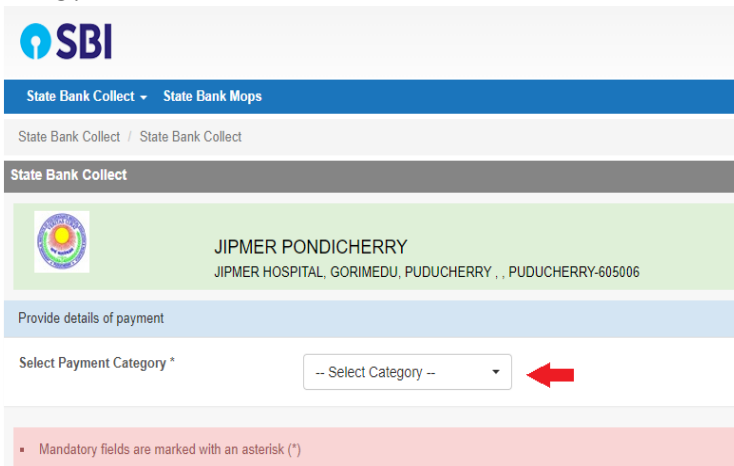 SBI
State Bank Collect State Bank Mops
State Bank Collect / State Bank Collect
State Bank Collect
JIPMER PONDICHERRY
JIPMER HOSPITAL, GORIMEDU, PUDUCHERRY , , PUDUCHERRY-605006
Provide details of payment
Select Payment Category *
-- Select Category --
Mandatory fields are marked with an asterisk (*)